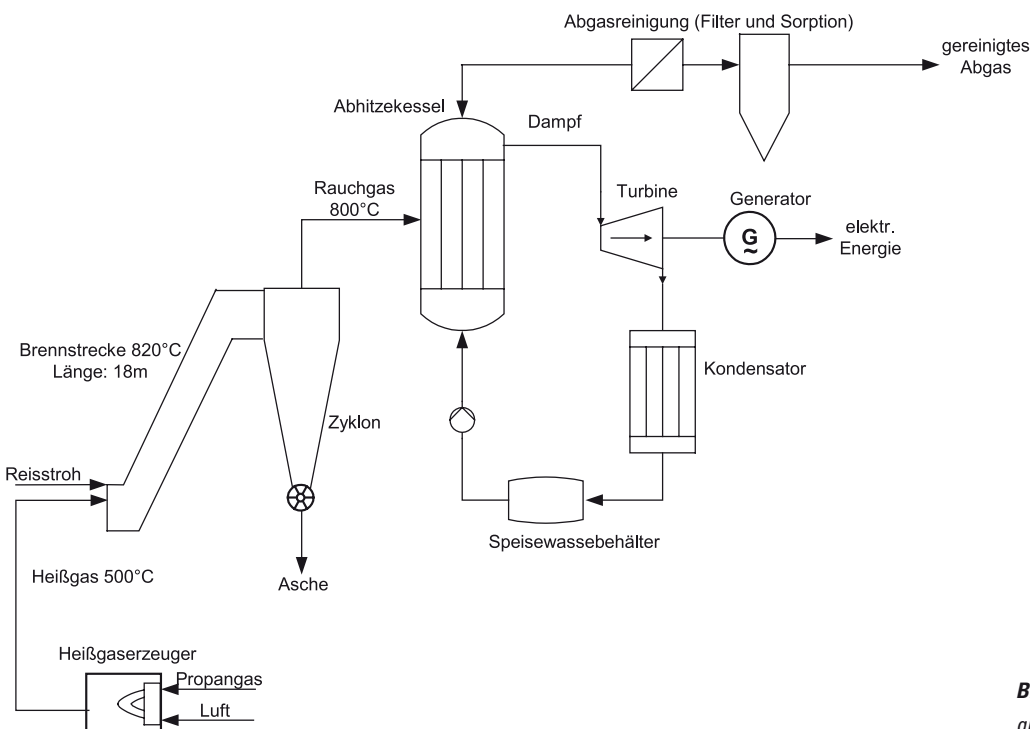 Abgasreinigung (Filter und Sorption)
gereinigtes
Abgas
Abhitzekessel
Dampf
Rauchgas
800°C
Turbine
Generator
G
~
elektr.
Energie
Brennstrecke 820°C
Länge: 18m
Kondensator
Zyklon
Reisstroh
Speisewassebehälter
Heißgas 500°C
Asche
Heißgaserzeuger
Propangas
Luft
B